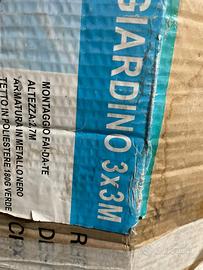 GIARDINO 3x3M
MONTAGGIO FAI-DA-TE
ALTEZZA:2.7M
ARMATURA IN METALLO NERO
TETTO IN POLIESTERE 180G VERDE